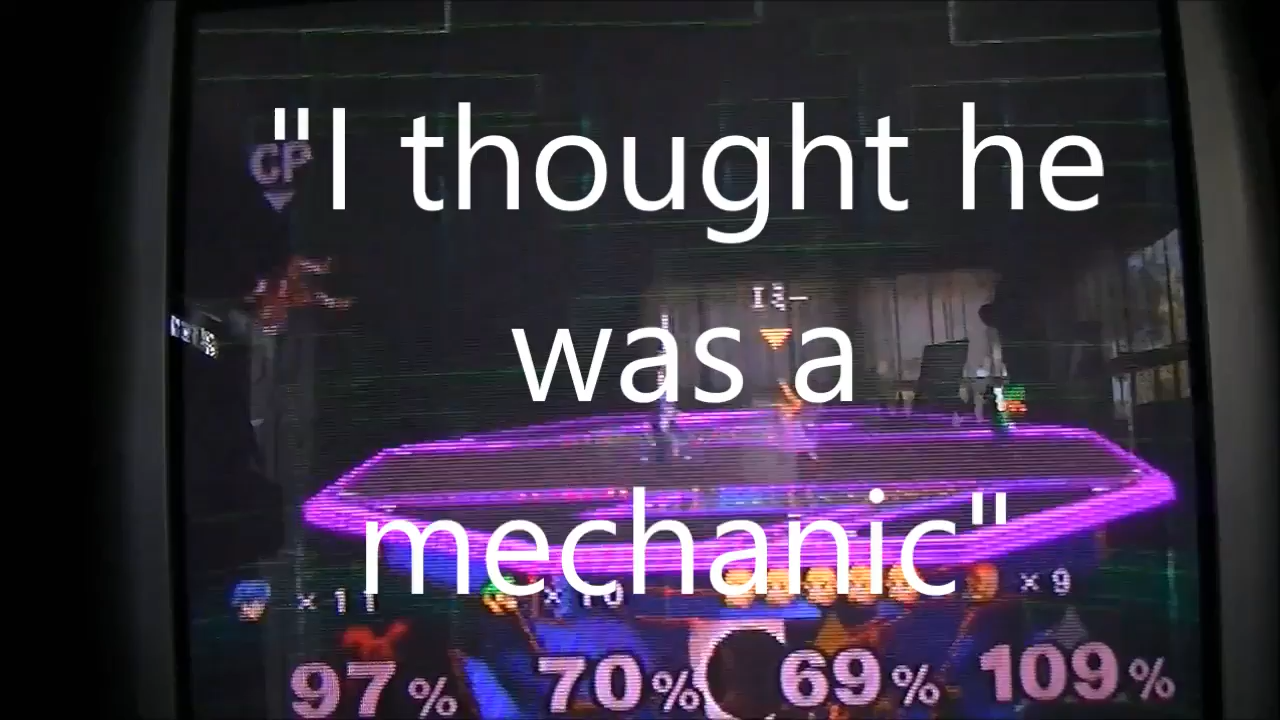 "I thought he
CP
was a
mechanic"
× 11
× 10
× 9
97%
70%
69%
109%